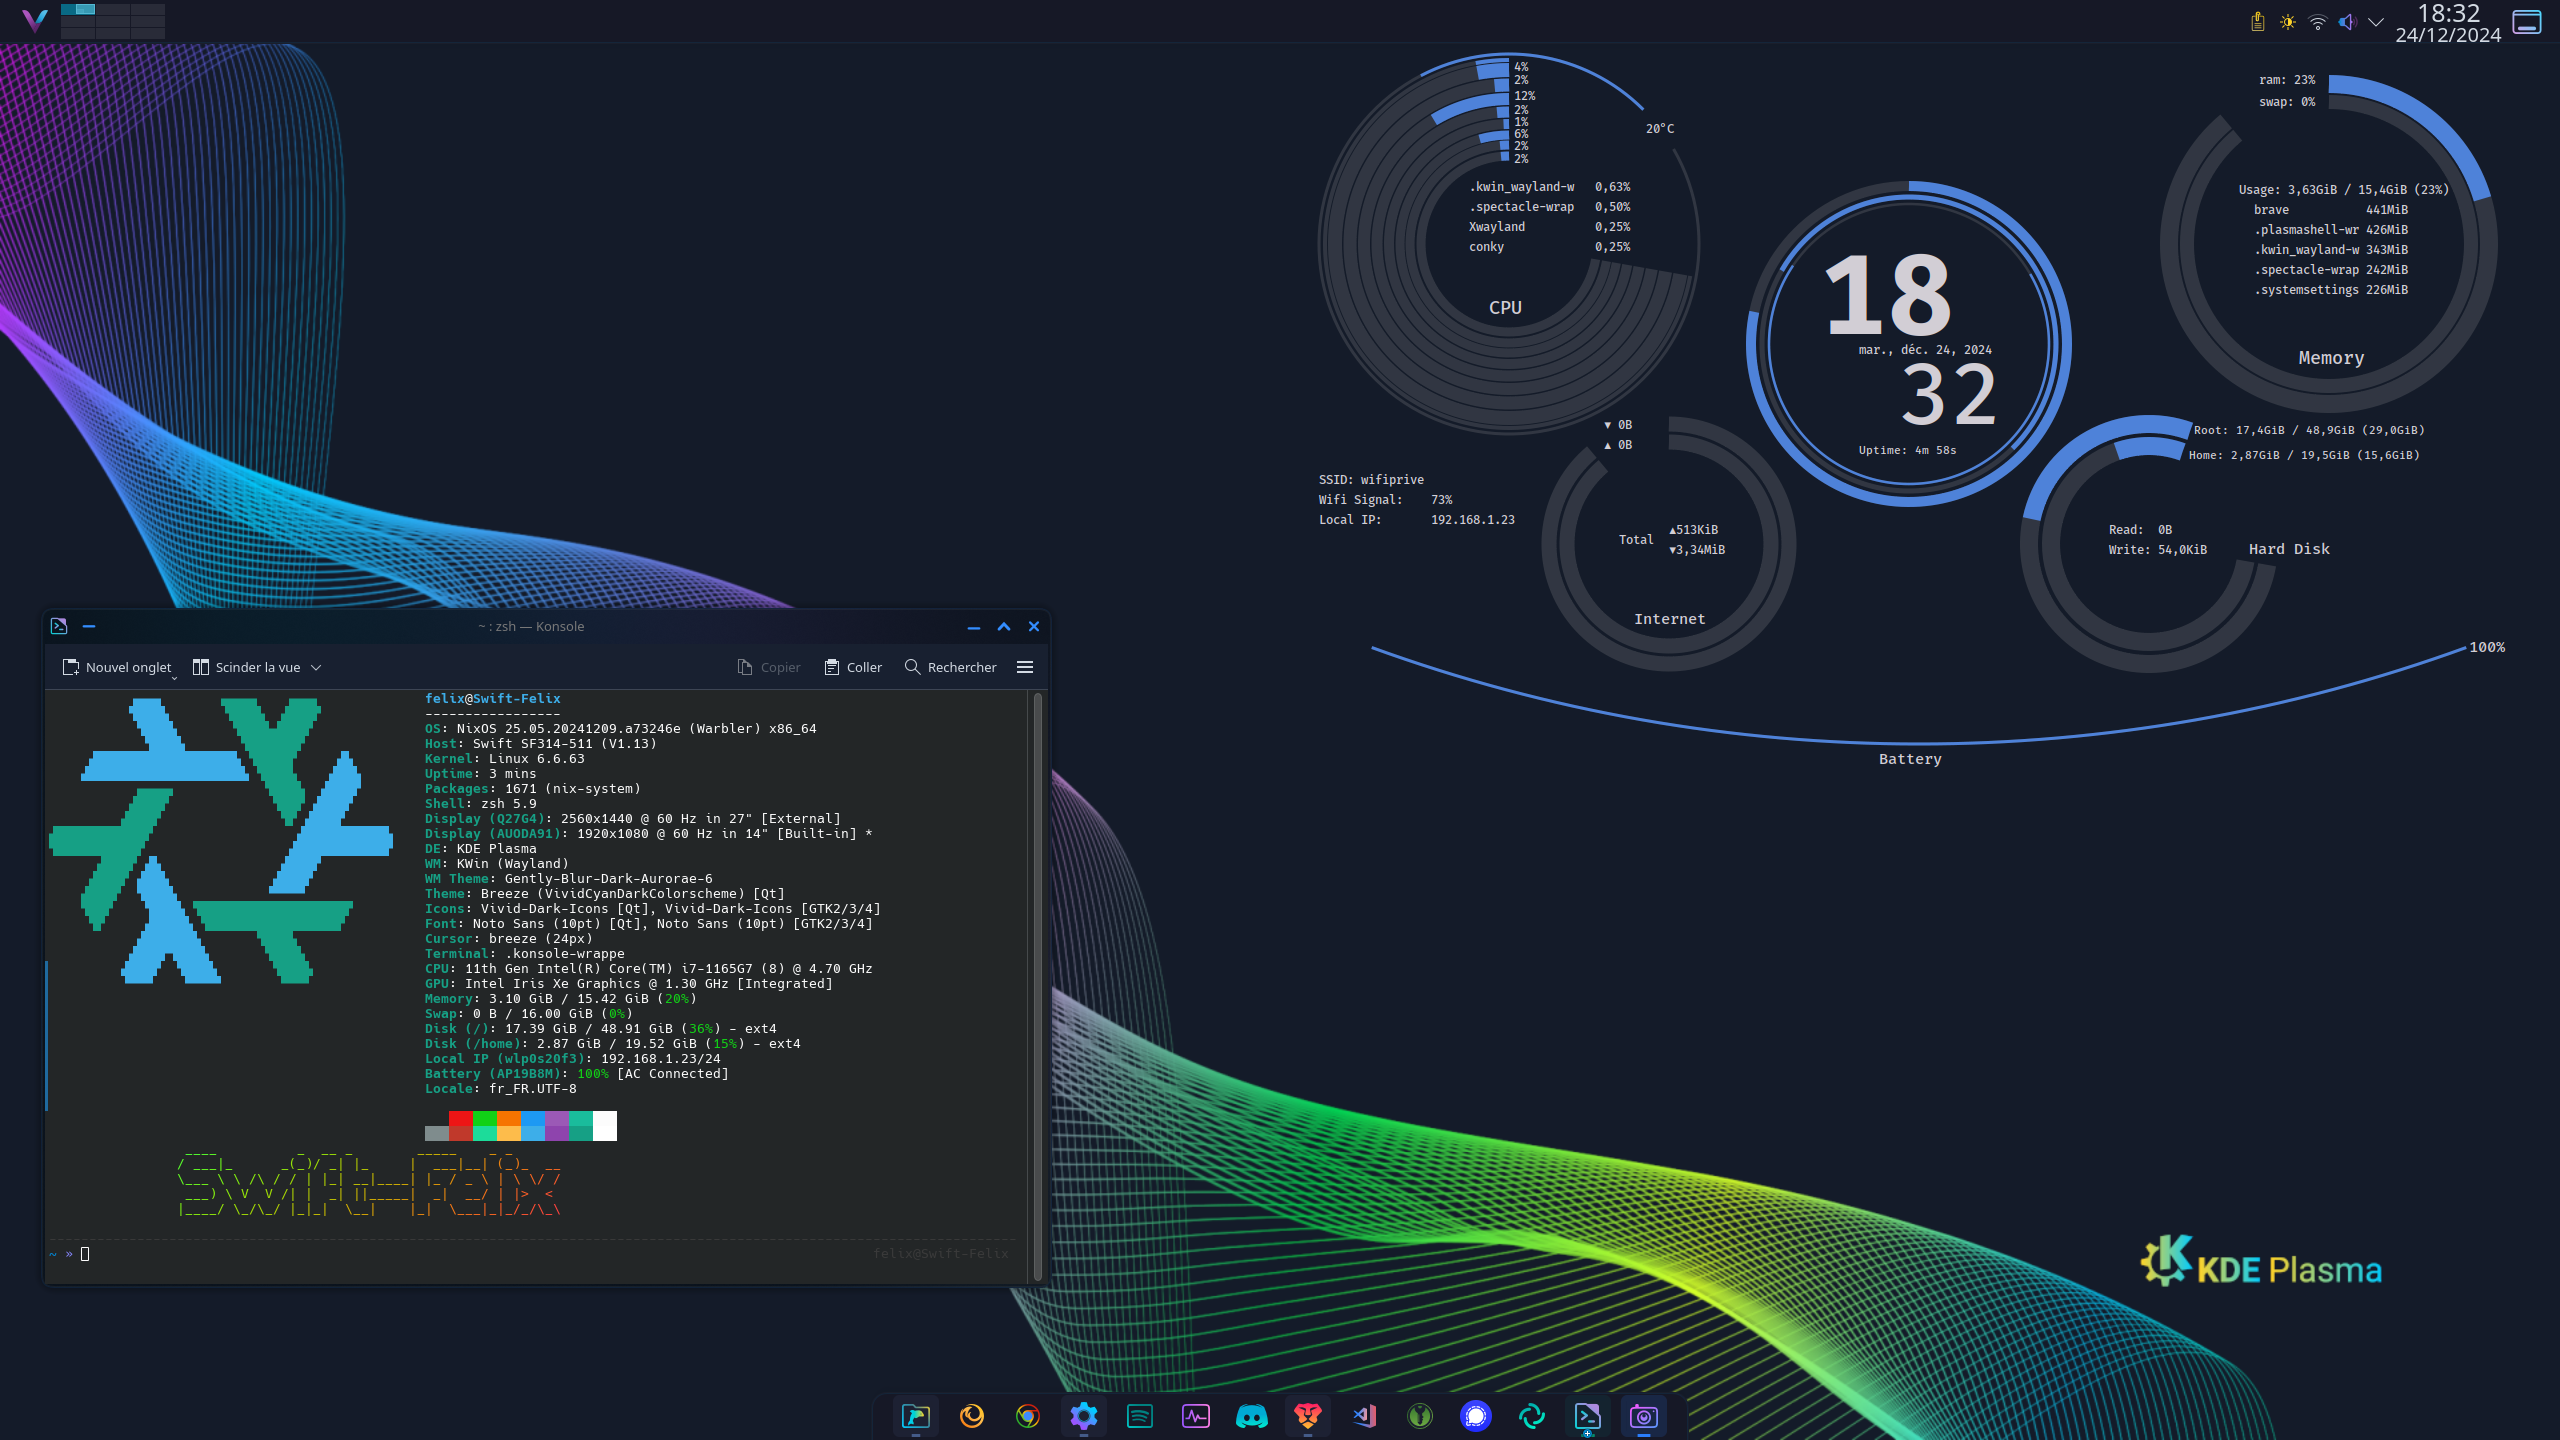 18:32
24/12/2024
4%
2%
12%
2%
1%
6%
2%
2%
20°C
.kwin_wayland-w 0,63%
.spectacle-wrap 0,50%
Xwayland 0,25%
conky 0,25%
CPU
ram: 23%
swap: 0%
Usage: 3,63GiB / 15,4GiB (23%)
brave 441MiB
.plasmashell-wr 426MiB
.kwin_wayland-w 343MiB
.spectacle-wrap 242MiB
.systemsettings 226MiB
Memory
18
mar., déc. 24, 2024
32
Uptime: 4m 58s
▼ 0B
▲ 0B
SSID: wifiprive
Wifi Signal: 73%
Local IP: 192.168.1.23
Total ▲513KiB
▼3,34MiB
Internet
Root: 17,4GiB / 48,9GiB (29,0GiB)
Home: 2,87GiB / 19,5GiB (15,6GiB)
Read: 0B
Write: 54,0KiB
Hard Disk
100%
Battery
~ : zsh — Konsole
Nouvel onglet Scinder la vue Copier Coller Rechercher
felix@Swift-Felix
-----------------
OS: NixOS 25.05.20241209.a73246e (Warbler) x86_64
Host: Swift SF314-511 (V1.13)
Kernel: Linux 6.6.63
Uptime: 3 mins
Packages: 1671 (nix-system)
Shell: zsh 5.9
Display (Q27G4): 2560x1440 @ 60 Hz in 27" [External]
Display (AUODA91): 1920x1080 @ 60 Hz in 14" [Built-in] *
DE: KDE Plasma
WM: KWin (Wayland)
WM Theme: Gently-Blur-Dark-Aurorae-6
Theme: Breeze (VividCyanDarkColorscheme) [Qt]
Icons: Vivid-Dark-Icons [Qt], Vivid-Dark-Icons [GTK2/3/4]
Font: Noto Sans (10pt) [Qt], Noto Sans (10pt) [GTK2/3/4]
Cursor: breeze (24px)
Terminal: .konsole-wrappe
CPU: 11th Gen Intel(R) Core(TM) i7-1165G7 (8) @ 4.70 GHz
GPU: Intel Iris Xe Graphics @ 1.30 GHz [Integrated]
Memory: 3.10 GiB / 15.42 GiB (20%)
Swap: 0 B / 16.00 GiB (0%)
Disk (/): 17.39 GiB / 48.91 GiB (36%) - ext4
Disk (/home): 2.87 GiB / 19.52 GiB (15%) - ext4
Local IP (wlp0s20f3): 192.168.1.23/24
Battery (AP19B8M): 100% [AC Connected]
Locale: fr_FR.UTF-8
Swift-Felix
~ » felix@Swift-Felix
KDE Plasma